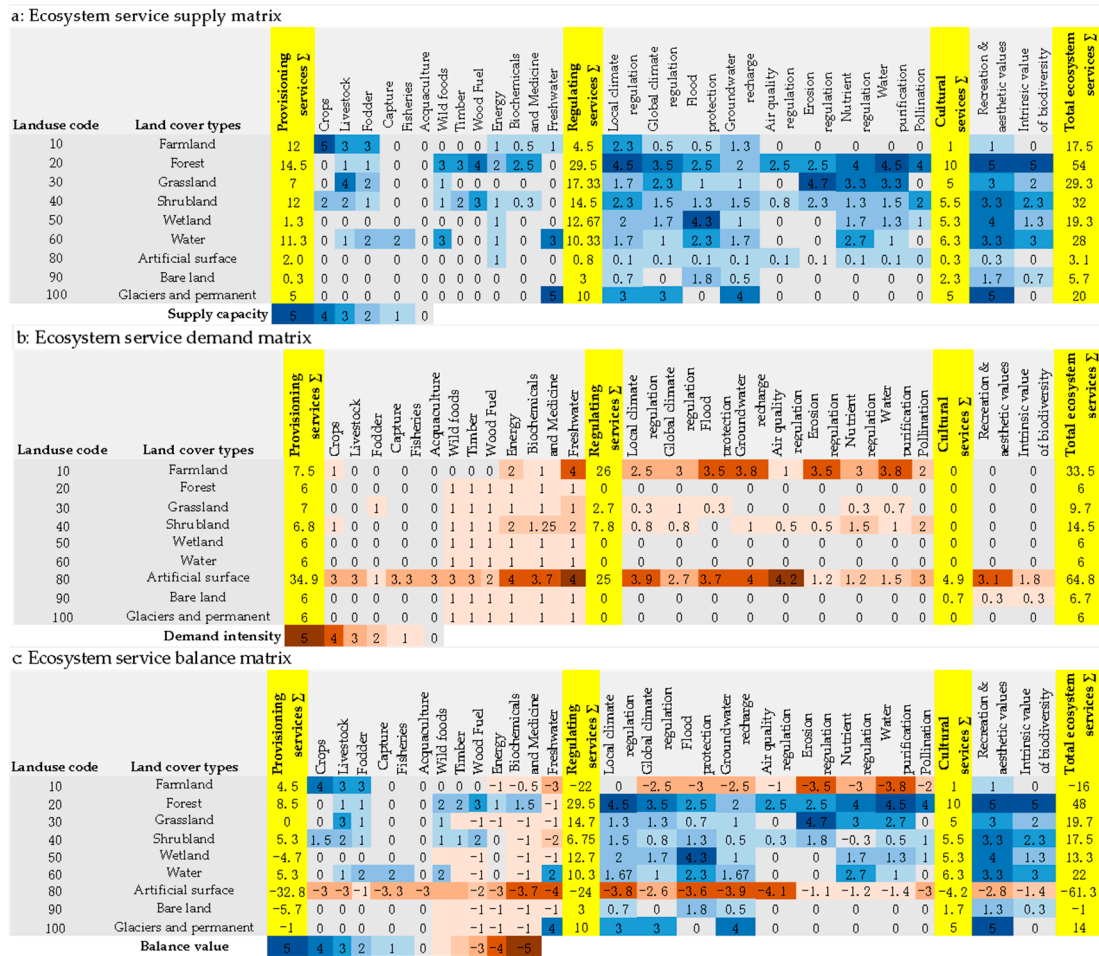 a: Ecosystem service supply matrix
Landuse code Land cover types Provisioning services ∑ Crops Livestock Fodder Capture Fisheries Acquaculture Wild foods Timber Wood Fuel Energy Biochemicals and Medicine Freshwater Regulating services ∑ Local climate regulation Global climate regulation Flood protection Groundwater recharge Air quality regulation Erosion regulation Nutrient regulation Water purification Pollination Cultural sevices ∑ Recreation & aesthetic values Intrirsic value of biodiversity Total ecosystem services ∑
10 Farmland 12 5 3 3 0 0 0 0 0 1 0.5 1 4.5 2.3 0.5 0.5 1.3 0 0 0 0 0 1 1 0 17.5
20 Forest 14.5 0 1 1 0 0 3 3 4 2 2.5 0 29.5 4.5 3.5 2.5 2 2.5 2.5 4 4.5 2 10 5 5 54
30 Grassland 7 0 4 2 0 0 1 0 0 0 0 0 17.33 1.7 2.3 1 1 0 4.7 3.3 3.3 0 5 3 2 29.3
40 Shrubland 12 2 2 1 0 0 1 2 3 1 0.3 0 14.5 2.3 1.5 1.3 1.5 0.8 2.3 1.3 1.5 2 5.5 3.3 2.3 32
50 Wetland 1.3 0 0 0 0 0 0 0 0 1 0 0 12.67 2 1.7 4.3 1 0 0 1.7 1.3 1 5.3 4 1.3 19.3
60 Water 11.3 0 1 2 2 0 3 0 0 1 0 3 10.33 1.7 1 2.3 1.7 0 0 2.7 1 0 6.3 3.3 3 28
80 Artificial surface 2.0 0 0 0 0 0 0 0 0 1 0 0 0.8 0.1 0.1 0.1 0.1 0.1 0.1 0.1 0.1 0 0.3 0.3 0.3 3.1
90 Bare land 0.3 0 0 0 0 0 0 0 0 0 0 0 3 0.7 0 1.8 0.5 0 0 0 0 0 2.3 1.7 0.7 5.7
100 Glaciers and permanent 5 0 0 0 0 0 0 0 0 0 0 5 10 3 3 0 4 0 0 0 0 0 5 5 0 20
Supply capacity 5 4 3 2 1 0
b: Ecosystem service demand matrix
Landuse code Land cover types Provisioning services ∑ Crops Livestock Fodder Capture Fisheries Acquaculture Wild foods Timber Wood Fuel Energy Biochemicals and Medicine Freshwater Regulating services ∑ Local climate regulation Global climate regulation Flood protection Groundwater recharge Air quality regulation Erosion regulation Nutrient regulation Water purification Pollination Cultural sevices ∑ Recreation & aesthetic values Intrinsic value of biodiversity Total ecosystem services ∑
10 Farmland 7.5 1 0 0 0 0 0 0 0 2 1 4 26 2.5 3 3.5 3.8 1 3.5 3 3.8 2 0 0 0 33.5
20 Forest 6 0 0 0 0 0 1 1 1 1 1 1 0 0 0 0 0 0 0 0 0 0 0 0 0 6
30 Grassland 7 0 0 1 0 0 1 1 1 1 1 1 2.7 0.3 1 0.3 0 0 0 0.3 0.7 0 0 0 0 9.7
40 Shrubland 6.8 1 0 0 0 0 1 1 1 2 1.25 2 7.8 0.8 0.8 0 1 0.5 0.5 1.5 1 2 0 0 0 14.5
50 Wetland 6 0 0 0 0 0 1 1 1 1 1 1 0 0 0 0 0 0 0 0 0 0 0 0 0 6
60 Water 6 0 0 0 0 0 1 1 1 1 1 1 0 0 0 0 0 0 0 0 0 0 0 0 0 6
80 Artificial surface 34.9 3 3 1 3.3 3 3 3 2 4 3.7 4 25 3.9 2.7 3.7 4 4.2 1.2 1.2 1.5 3 4.9 3.1 1.8 64.8
90 Bare land 6 0 0 0 0 0 1 1 1 1 1 1 0 0 0 0 0 0 0 0 0 0 0.7 0.3 0.3 6.7
100 Glaciers and permanent 6 0 0 0 0 0 1 1 1 1 1 1 0 0 0 0 0 0 0 0 0 0 0 0 0 6
Demand intensity 5 4 3 2 1 0
c: Ecosystem service balance matrix
Landuse code Land cover types Provisioning services ∑ Crops Livestock Fodder Capture Fisheries Acquaculture Wild foods Timber Wood Fuel Energy Biochemicals and Medicine Freshwater Regulating services ∑ Local climate regulation Global climate regulation Flood protection Groundwater recharge Air quality regulation Erosion regulation Nutrient regulation Water purification Pollination Cultural sevices ∑ Recreation & aesthetic values Intrinsic value of biodiversity Total ecosystem services ∑
10 Farmland 4.5 4 3 3 0 0 0 0 0 -1 -0.5 -3 -22 0 -2.5 -3 -2.5 -1 -3.5 -3 -3.8 -2 1 1 0 -16
20 Forest 8.5 0 1 1 0 0 2 2 3 1 1.5 -1 29.5 4.5 3.5 2.5 2 2.5 2.5 4 4.5 2 10 5 5 48
30 Grassland 0 0 3 1 0 0 1 0 0 -1 -1 -1 14.7 1.3 1.3 0.7 1 0 4.7 3 2.7 0 5 3 2 19.7
40 Shrubland 5.3 1.5 2 1 0 0 1 1 2 0 -1 -2 6.75 1.5 0.8 1.3 0.5 0.3 1.8 -0.3 0.5 1 5.5 3.3 2.3 17.5
50 Wetland -4.7 0 0 0 0 0 0 -1 0 -1 -1 12.7 2 1.7 4.3 1 0 0 1.7 1.3 1 5.3 4 1.3 13.3
60 Water 5.3 0 1 2 2 0 2 -1 0 -1 2 10.3 1.67 1 2.3 1.67 0 0 2.7 1 0 6.3 3.3 3 22
80 Artificial surface -32.8 -3 -3 -1 -3.3 -3 -2 -3 -3.7 -4 -24 -3.8 -2.6 -3.6 -3.9 -4.1 -1.1 -1.2 -1.4 -3 -4.2 -2.8 -1.4 -61.3
90 Bare land -5.7 0 0 0 0 0 -1 -1 -1 -1 3 0.7 0 1.8 0.5 0 0 0 0 0 1.7 1.3 0.3 -1
100 Glaciers and permanent -1 0 0 0 0 0 -1 -1 -1 4 10 3 3 0 4 0 0 0 0 0 5 5 0 14
Balance value 5 4 3 2 1 0 -3 -4 -5